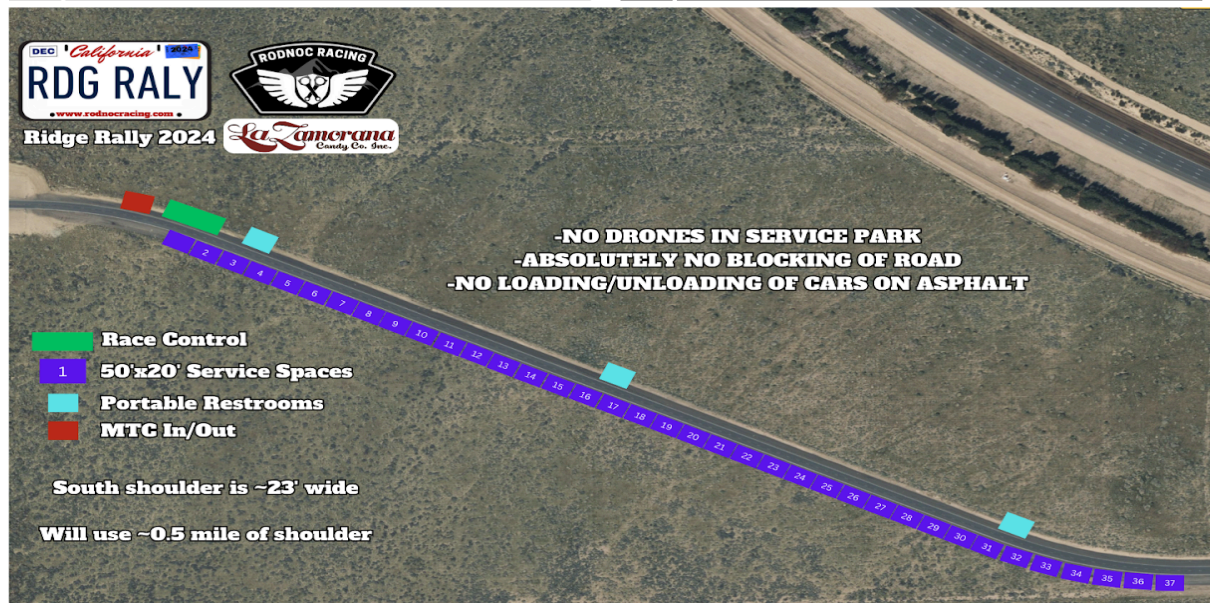 DEC California 2024
RDG RALY
www.rodnocracing.com
RODNOC RACING
Ridge Rally 2024
La Zamorana
Candy Co. Inc.
-NO DRONES IN SERVICE PARK
-ABSOLUTELY NO BLOCKING OF ROAD
-NO LOADING/UNLOADING OF CARS ON ASPHALT
Race Control
1 50'x20' Service Spaces
Portable Restrooms
MTC In/Out
South shoulder is ~23' wide
Will use ~0.5 mile of shoulder
2
3
4
5
6
7
8
9
10
11
12
13
14
15
16
17
18
19
20
21
22
23
24
25
26
27
28
29
30
31
32
33
34
35
36
37